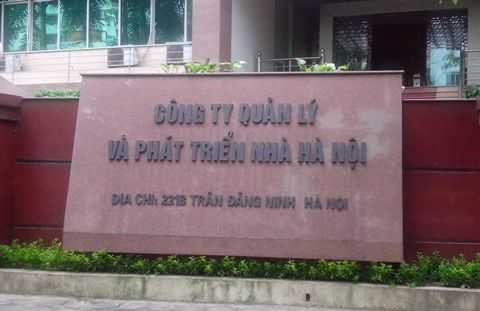 CÔNG TY QUẢN LÝ
VÀ PHÁT TRIỂN NHÀ HÀ NỘI
ĐỊA CHỈ: 221B TRẦN ĐĂNG NINH HÀ NỘI